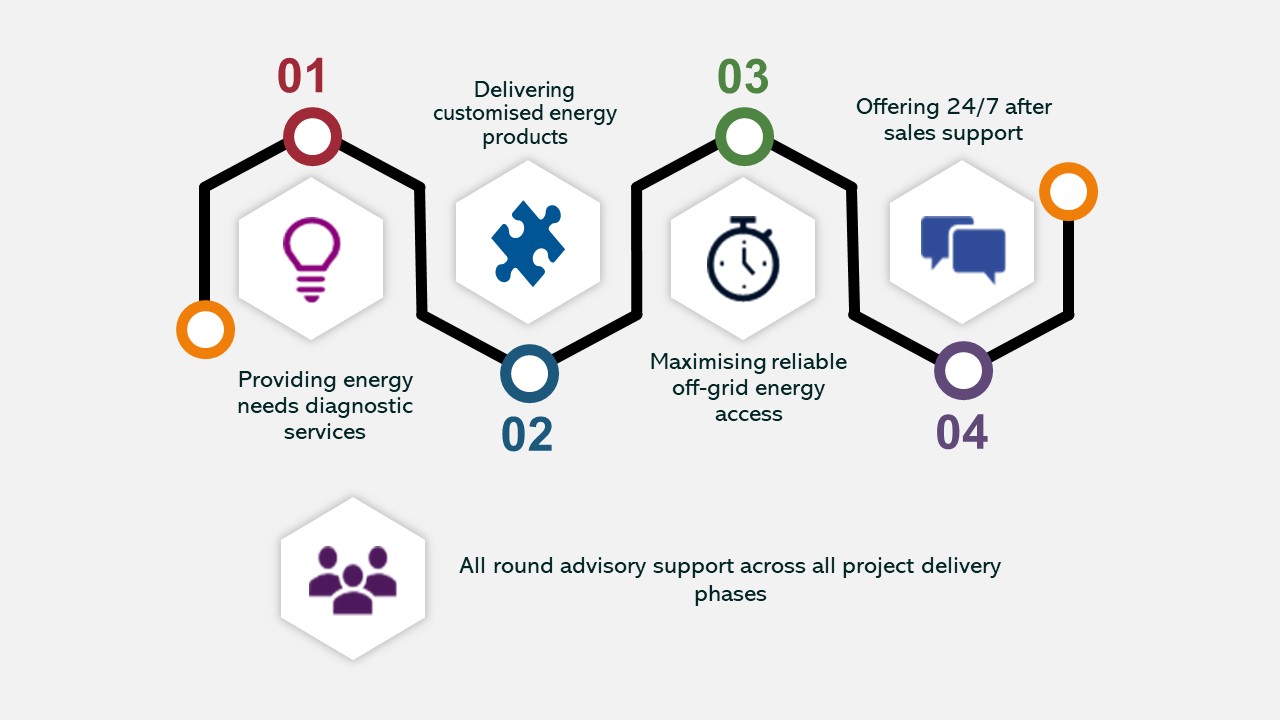 01
Providing energy
needs diagnostic
services
Delivering
customised energy
products
02
03
Maximising reliable
off-grid energy
access
Offering 24/7 after
sales support
04
All round advisory support across all project delivery
phases